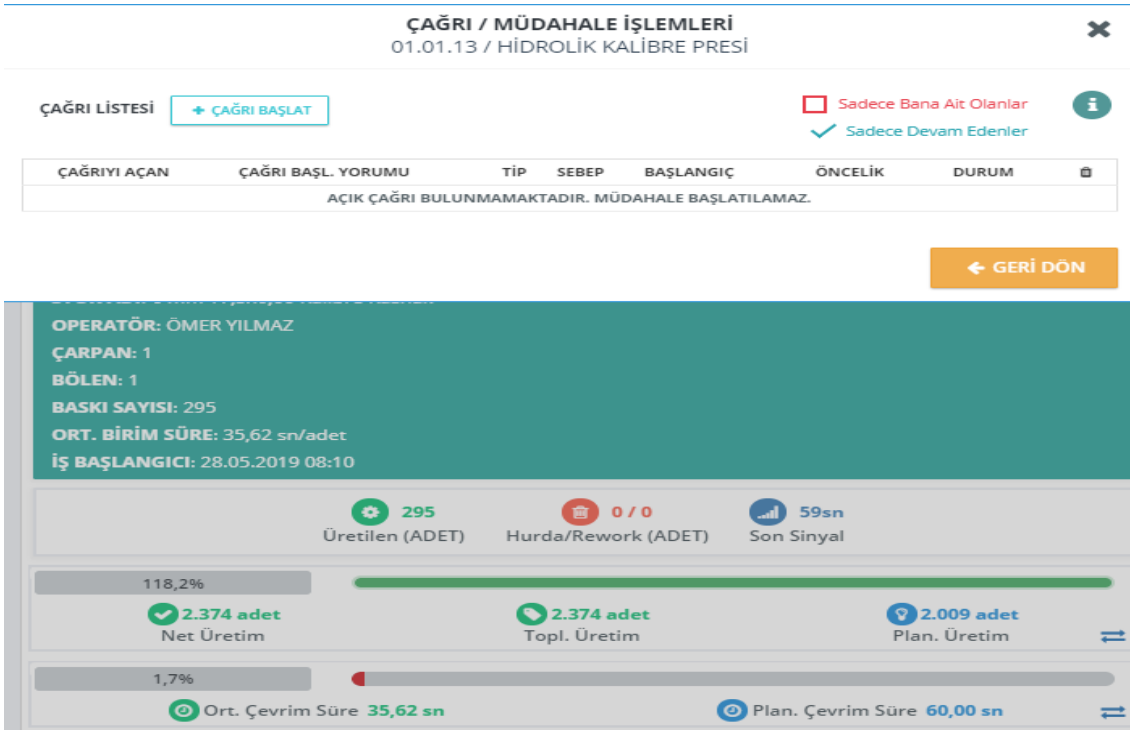 ÇAĞRI / MÜDAHALE İŞLEMLERİ
01.01.13 / HİDROLİK KALİBRE PRESİ
ÇAĞRI LİSTESİ + ÇAĞRI BAŞLAT
Sadece Bana Ait Olanlar
Sadece Devam Edenler
ÇAĞRIYI AÇAN ÇAĞRI BAŞL. YORUMU TİP SEBEP BAŞLANGIÇ ÖNCELİK DURUM
AÇIK ÇAĞRI BULUNMAMAKTADIR. MÜDAHALE BAŞLATILAMAZ.
GERİ DÖN
OPERATÖR: ÖMER YILMAZ
ÇARPAN: 1
BÖLEN: 1
BASKI SAYISI: 295
ORT. BİRİM SÜRE: 35,62 sn/adet
İŞ BAŞLANGICI: 28.05.2019 08:10
295 0 / 0 59sn
Üretilen (ADET) Hurda/Rework (ADET) Son Sinyal
118,2%
2.374 adet 2.374 adet 2.009 adet
Net Üretim Topl. Üretim Plan. Üretim
1,7%
Ort. Çevrim Süre 35,62 sn Plan. Çevrim Süre 60,00 sn